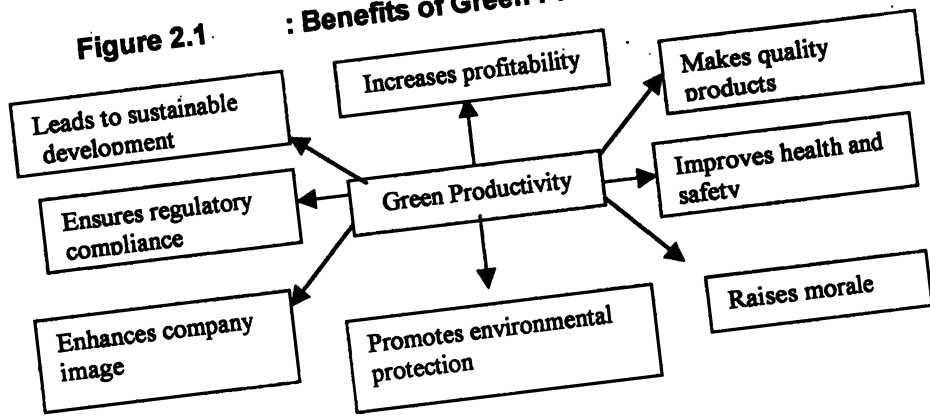 Figure 2.1 : Benefits of Green
Increases profitability
Makes quality
products
Leads to sustainable
development
Green Productivity
Improves health and
safety
Ensures regulatory
compliance
Raises morale
Enhances company
image
Promotes environmental
protection